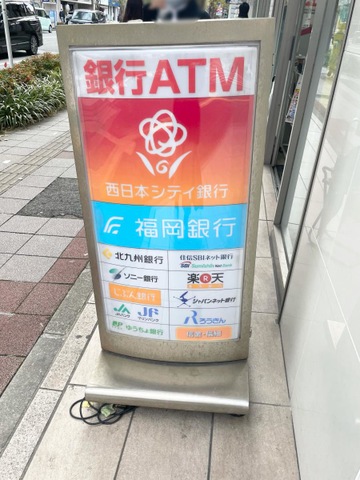 銀行ATM
西日本シティ銀行
福岡銀行
北九州銀行
住信SBIネット銀行
ソニー銀行
楽天
じぶん銀行
ジャパンネット銀行
JA
JF
ろうきん
ゆうちょ銀行